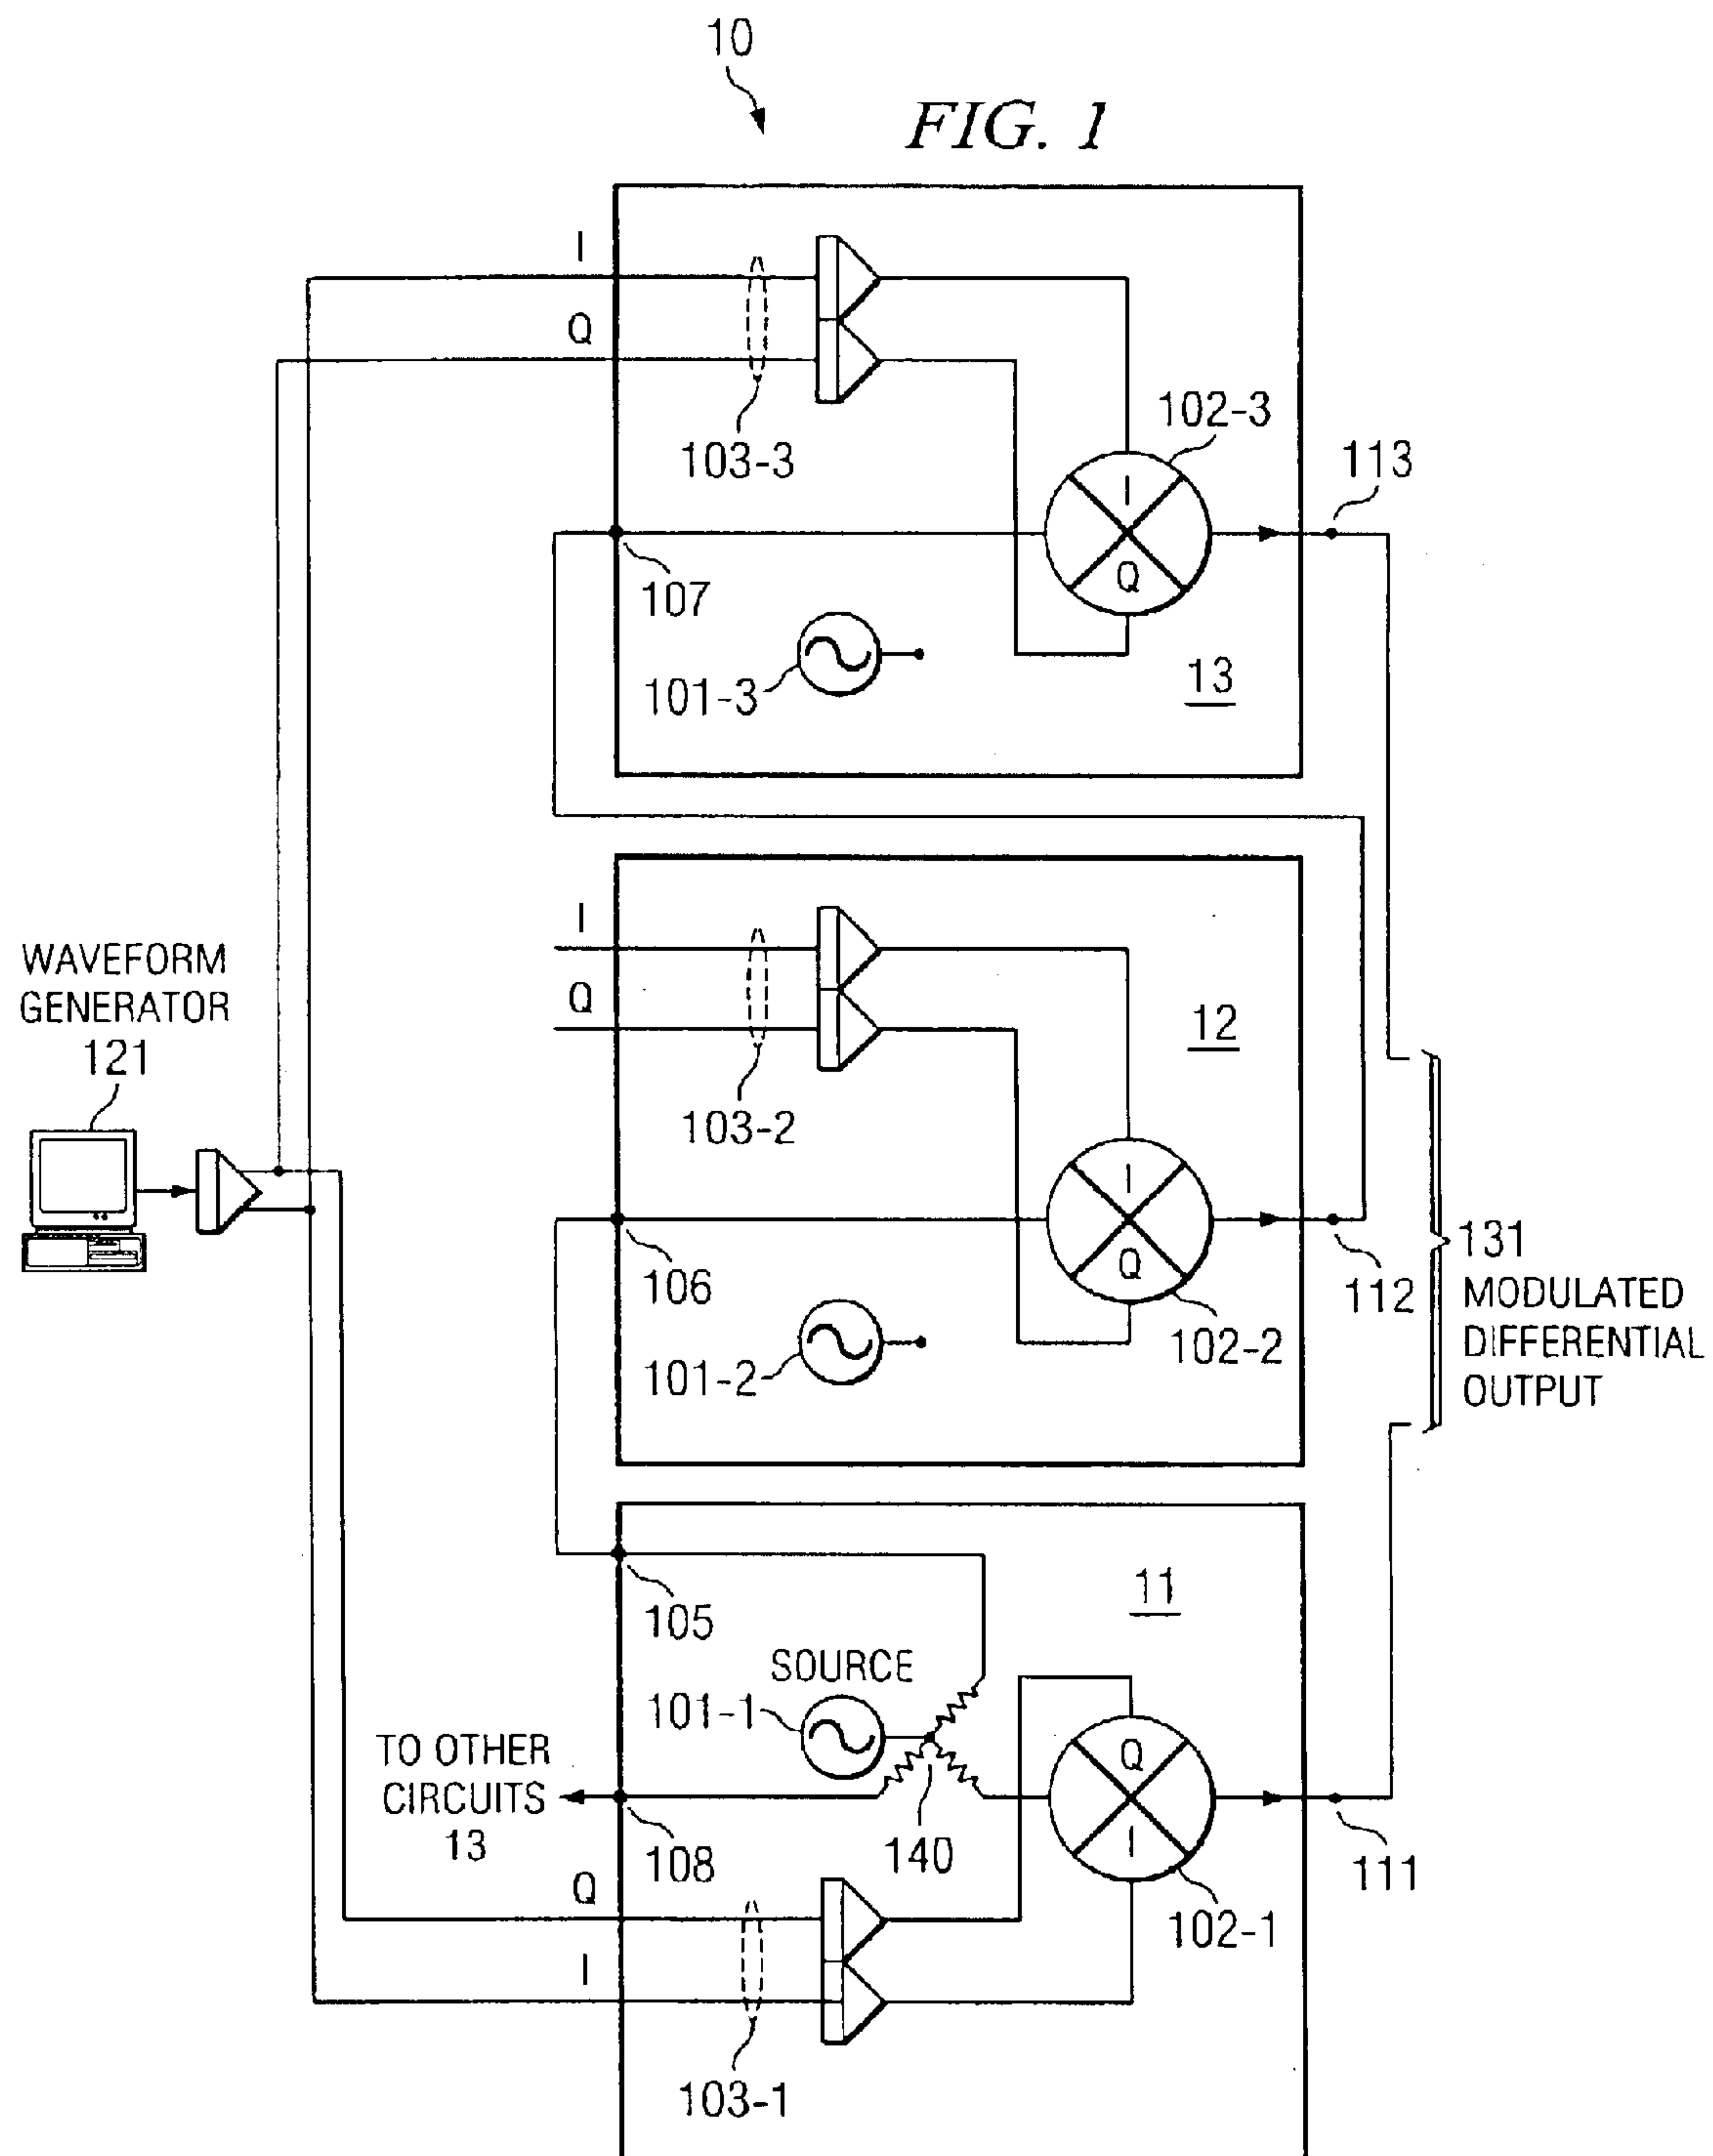 10
FIG. 1
I
Q
103-3
102-3
I
Q
113
107
101-3
13
I
Q
103-2
12
WAVEFORM
GENERATOR
121
I
Q
106
101-2
102-2
112
131
MODULATED
DIFFERENTIAL
OUTPUT
105
11
SOURCE
101-1
TO OTHER
CIRCUITS
13
108
140
Q
I
102-1
111
Q
I
103-1